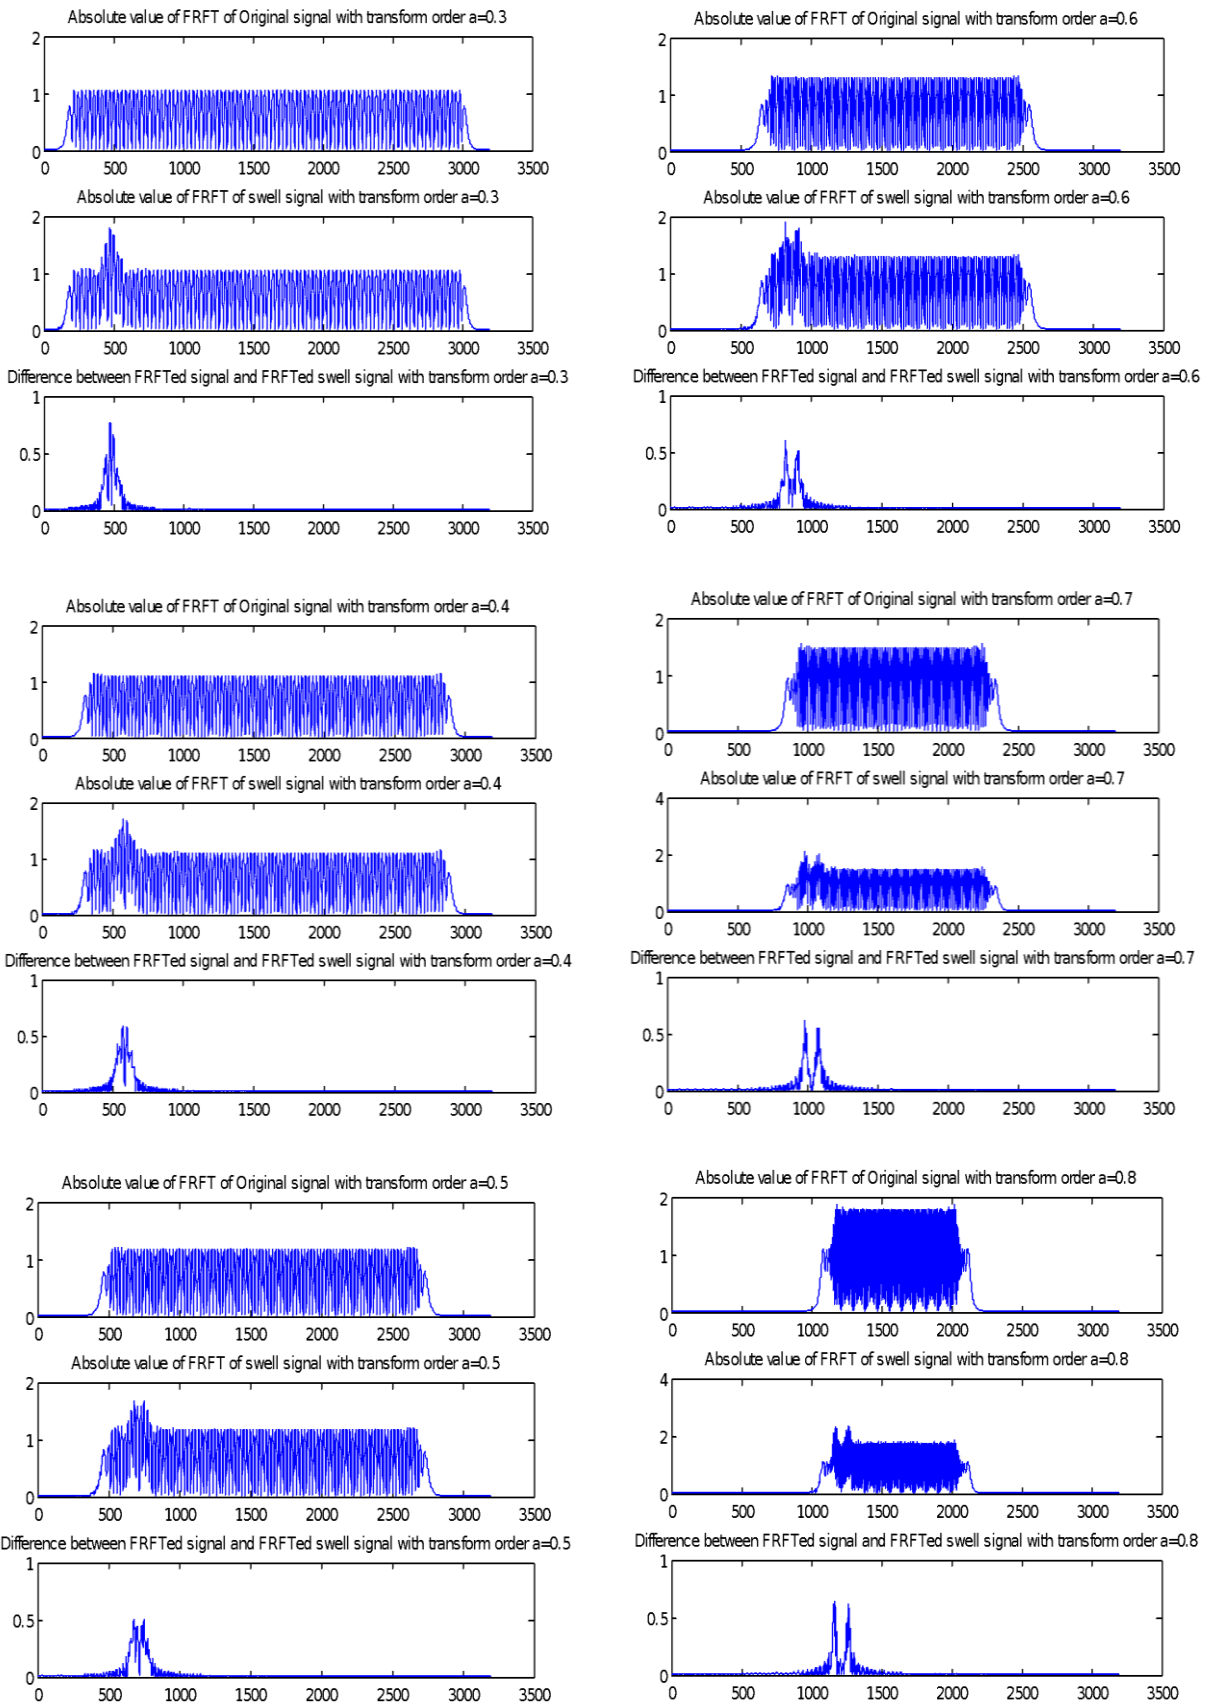 Absolute value of FRFT of Original signal with transform order a=0.3
2
1
0
0 500 1000 1500 2000 2500 3000 3500
Absolute value of FRFT of swell signal with transform order a=0.3
2
1
0
0 500 1000 1500 2000 2500 3000 3500
Difference between FRFTed signal and FRFTed swell signal with transform order a=0.3
1
0.5
0
0 500 1000 1500 2000 2500 3000 3500
Absolute value of FRFT of Original signal with transform order a=0.6
2
1
0
0 500 1000 1500 2000 2500 3000 3500
Absolute value of FRFT of swell signal with transform order a=0.6
2
1
0
0 500 1000 1500 2000 2500 3000 3500
Difference between FRFTed signal and FRFTed swell signal with transform order a=0.6
1
0.5
0
0 500 1000 1500 2000 2500 3000 3500
Absolute value of FRFT of Original signal with transform order a=0.4
2
1
0
0 500 1000 1500 2000 2500 3000 3500
Absolute value of FRFT of swell signal with transform order a=0.4
2
1
0
0 500 1000 1500 2000 2500 3000 3500
Difference between FRFTed signal and FRFTed swell signal with transform order a=0.4
1
0.5
0
0 500 1000 1500 2000 2500 3000 3500
Absolute value of FRFT of Original signal with transform order a=0.7
2
1
0
0 500 1000 1500 2000 2500 3000 3500
Absolute value of FRFT of swell signal with transform order a=0.7
4
2
0
0 500 1000 1500 2000 2500 3000 3500
Difference between FRFTed signal and FRFTed swell signal with transform order a=0.7
1
0.5
0
0 500 1000 1500 2000 2500 3000 3500
Absolute value of FRFT of Original signal with transform order a=0.5
2
1
0
0 500 1000 1500 2000 2500 3000 3500
Absolute value of FRFT of swell signal with transform order a=0.5
2
1
0
0 500 1000 1500 2000 2500 3000 3500
Difference between FRFTed signal and FRFTed swell signal with transform order a=0.5
1
0.5
0
0 500 1000 1500 2000 2500 3000 3500
Absolute value of FRFT of Original signal with transform order a=0.8
2
1
0
0 500 1000 1500 2000 2500 3000 3500
Absolute value of FRFT of swell signal with transform order a=0.8
4
2
0
0 500 1000 1500 2000 2500 3000 3500
Difference between FRFTed signal and FRFTed swell signal with transform order a=0.8
1
0.5
0
0 500 1000 1500 2000 2500 3000 3500